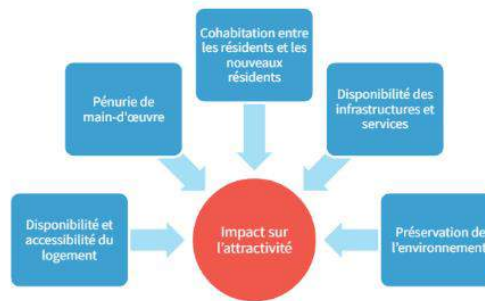 Cohabitation entre
les résidents et les
nouveaux
résidents
Pénurie de
main-d'œuvre
Disponibilité des
infrastructures et
services
Disponibilité et
accessibilité du
logement
Impact sur
l'attractivité
Préservation de
l'environnement